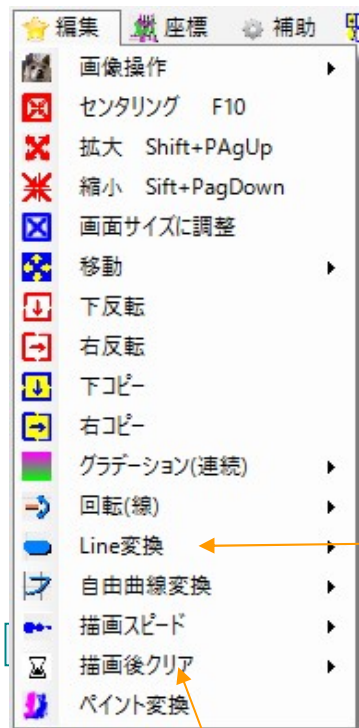 編集 座標 補助
画像操作
センタリング F10
拡大 Shift+PAgUp
縮小 Sift+PagDown
画面サイズに調整
移動
下反転
右反転
下コピー
右コピー
グラデーション(連続)
回転(線)
Line変換
自由曲線変換
描画スピード
描画後クリア
ペイント変換